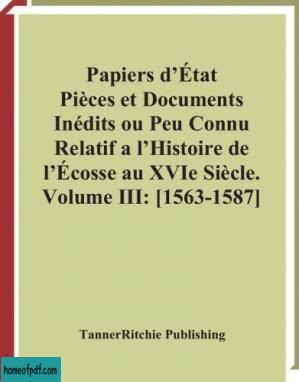 Papiers d’État
Pièces et Documents
Inédits ou Peu Connu
Relatif a l’Histoire de
l’Écosse au XVIe Siècle.
Volume III: [1563-1587]
TannerRitchie Publishing
homeofpdf.com